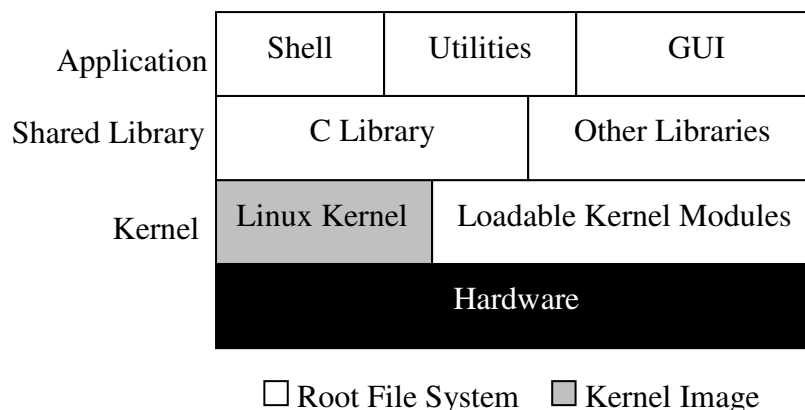 Application Shell Utilities GUI
Shared Library C Library Other Libraries
Kernel Linux Kernel Loadable Kernel Modules
Hardware
Root File System Kernel Image